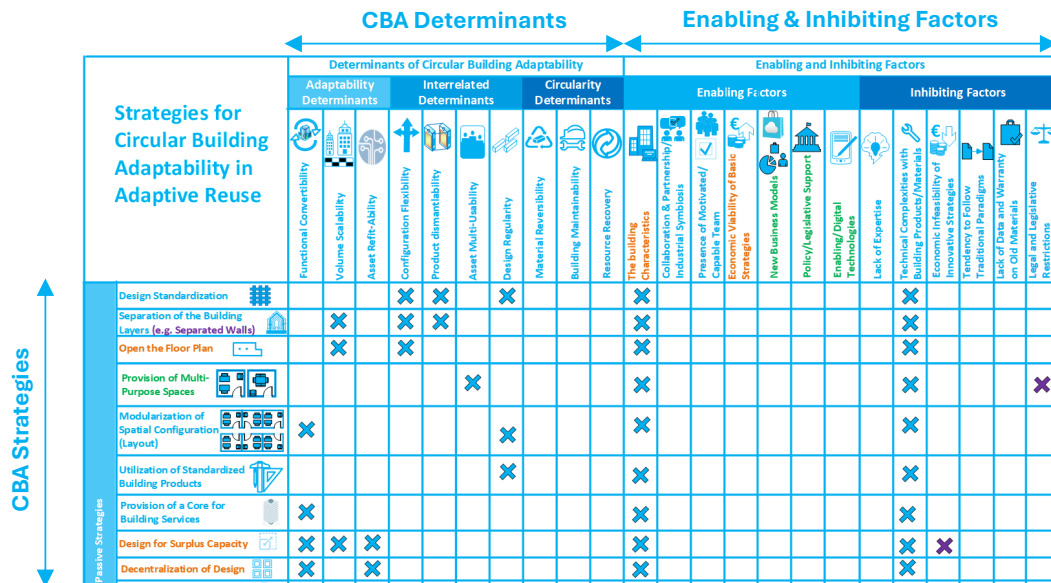 CBA Determinants
Enabling & Inhibiting Factors
Strategies for
Circular Building
Adaptability in
Adaptive Reuse
Determinants of Circular Building Adaptability
Enabling and Inhibiting Factors
Adaptability
Determinants
Interrelated
Determinants
Circularity
Determinants
Enabling Factors
Inhibiting Factors
Functional Convertibility
Volume Scalability
Asset Refit-Ability
Configuration Flexibility
Product dismantlability
Asset Multi-Usability
Design Regularity
Material Reversibility
Building Maintainability
Resource Recovery
The building
Characteristics
Collaboration & Partnership/
Industrial Symbiosis
Presence of Motivated/
Capable Team
Economic Viability of Basic
Strategies
New Business Models
Policy/Legislative Support
Enabling/Digital
Technologies
Lack of Expertise
Technical Complexities with
Building Products/Materials
Economic Infeasibility of
Innovative Strategies
Tendency to Follow
Traditional Paradigms
Lack of Data and Warranty
on Old Materials
Legal and Legislative
Restrictions
CBA Strategies
Passive Strategies
Design Standardization
Separation of the Building
Layers (e.g. Separated Walls)
Open the Floor Plan
Provision of Multi-
Purpose Spaces
Modularization of
Spatial Configuration
(Layout)
Utilization of Standardized
Building Products
Provision of a Core for
Building Services
Design for Surplus Capacity
Decentralization of Design